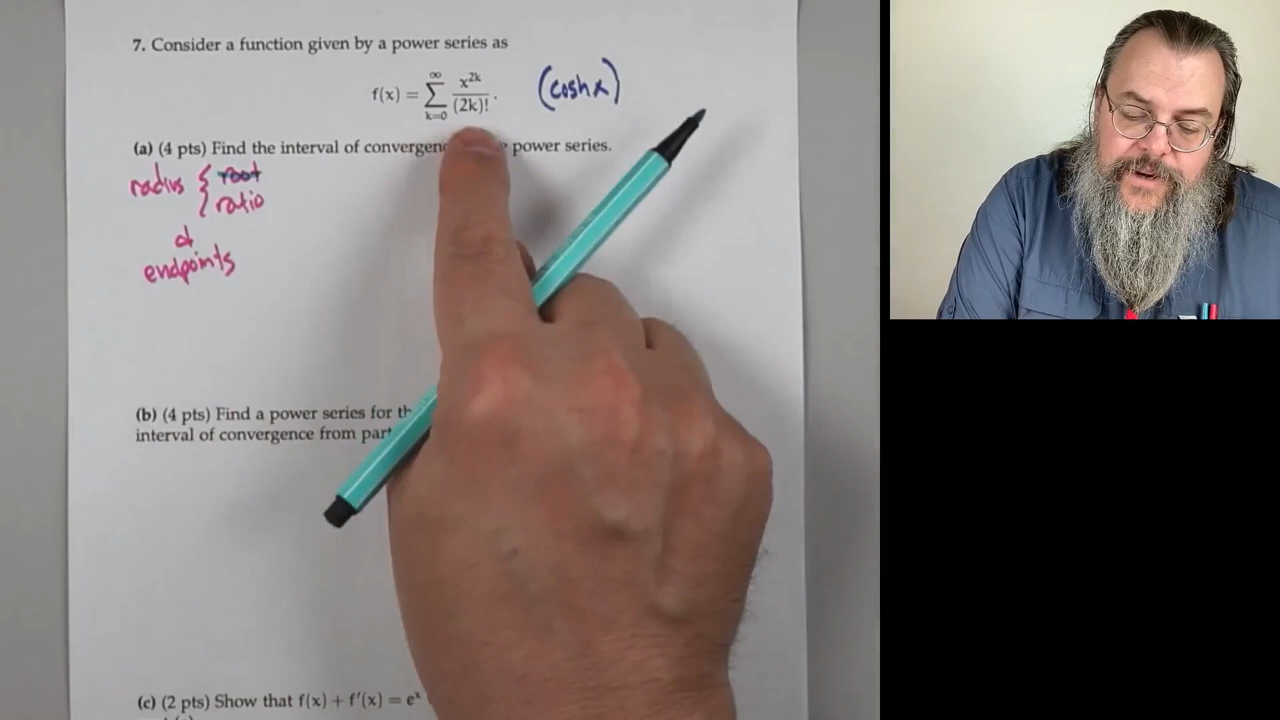 7. Consider a function given by a power series as
f(x) = ∞ ∑ k=0 x^{2k} / (2k)! . (cosh x)
(a) (4 pts) Find the interval of power series.
radius { root
ratio
&
endpoints
(b) (4 pts) Find a power series for
interval of convergence from
(c) (2 pts) Show that f(x) + f′(x) = e^x